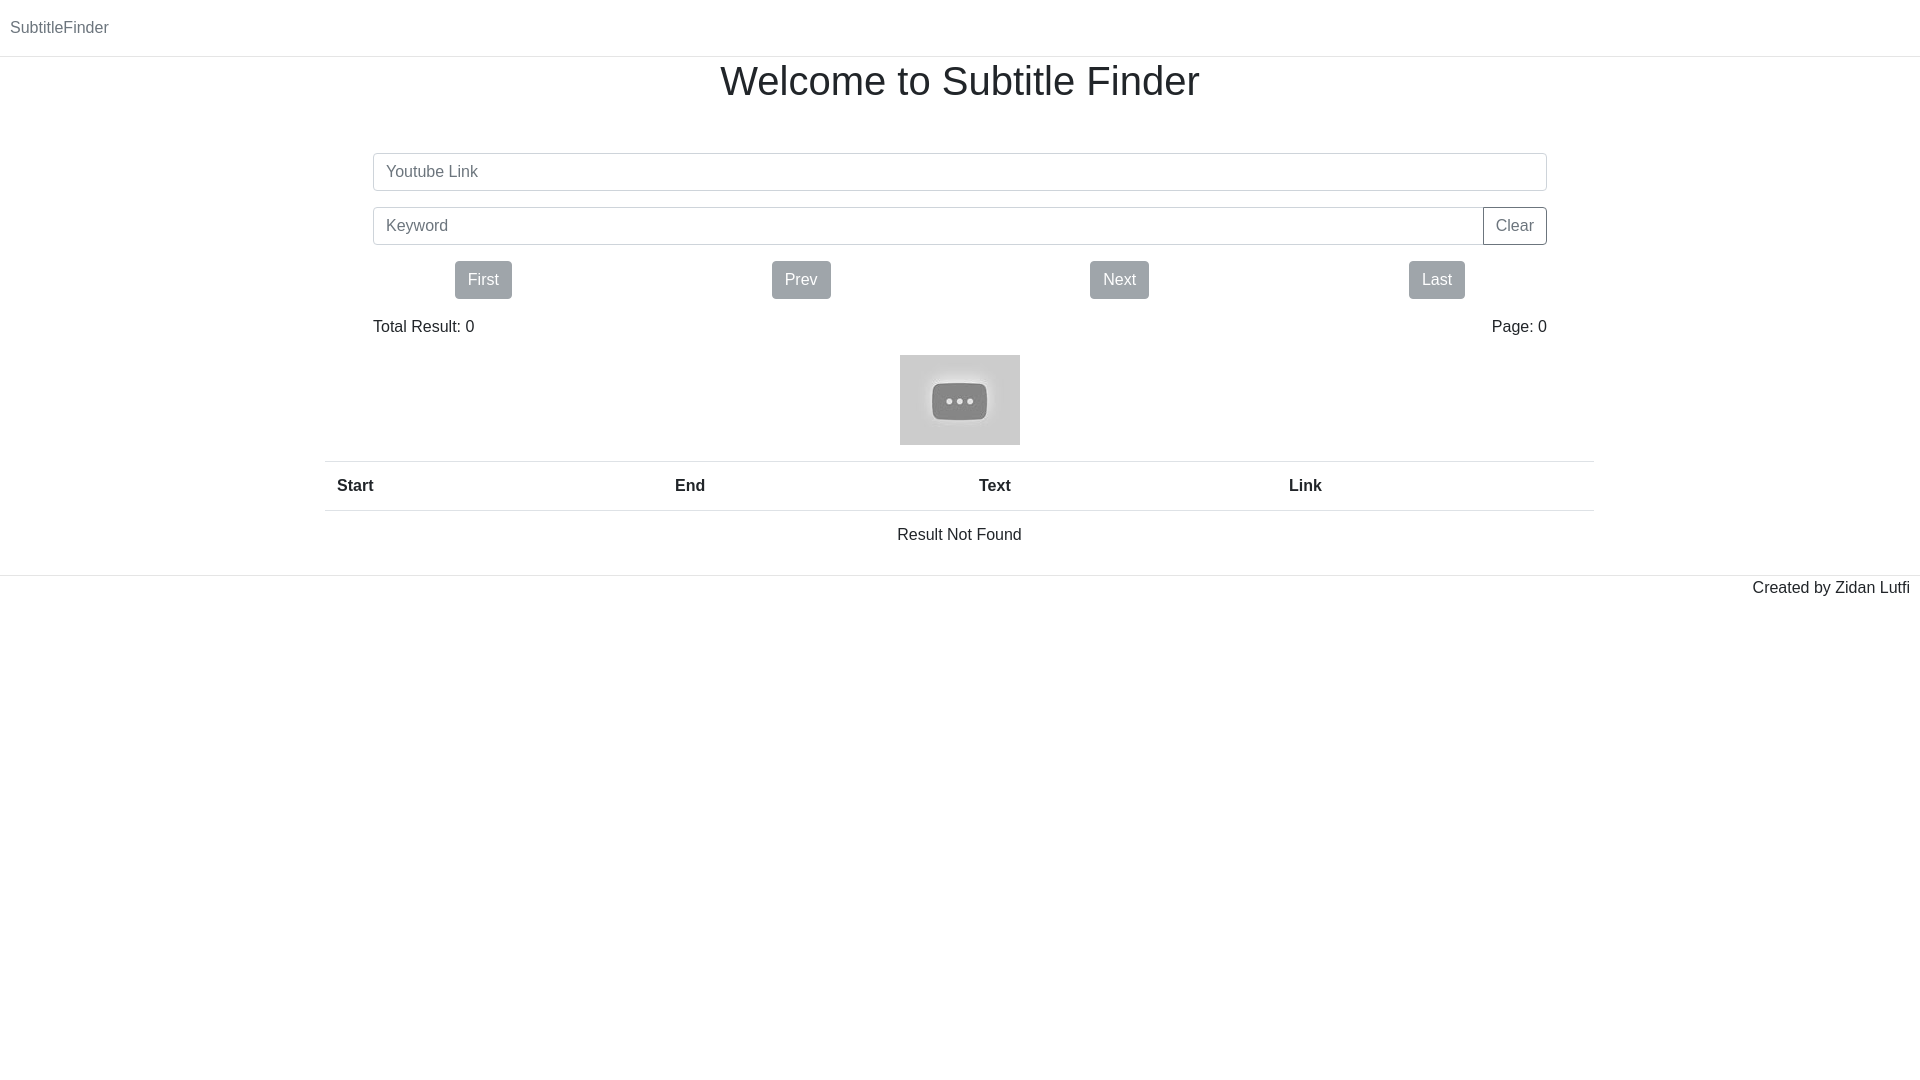 SubtitleFinder
Welcome to Subtitle Finder
Youtube Link
Keyword Clear
First Prev Next Last
Total Result: 0 Page: 0
Start End Text Link
Result Not Found
Created by Zidan Lutfi